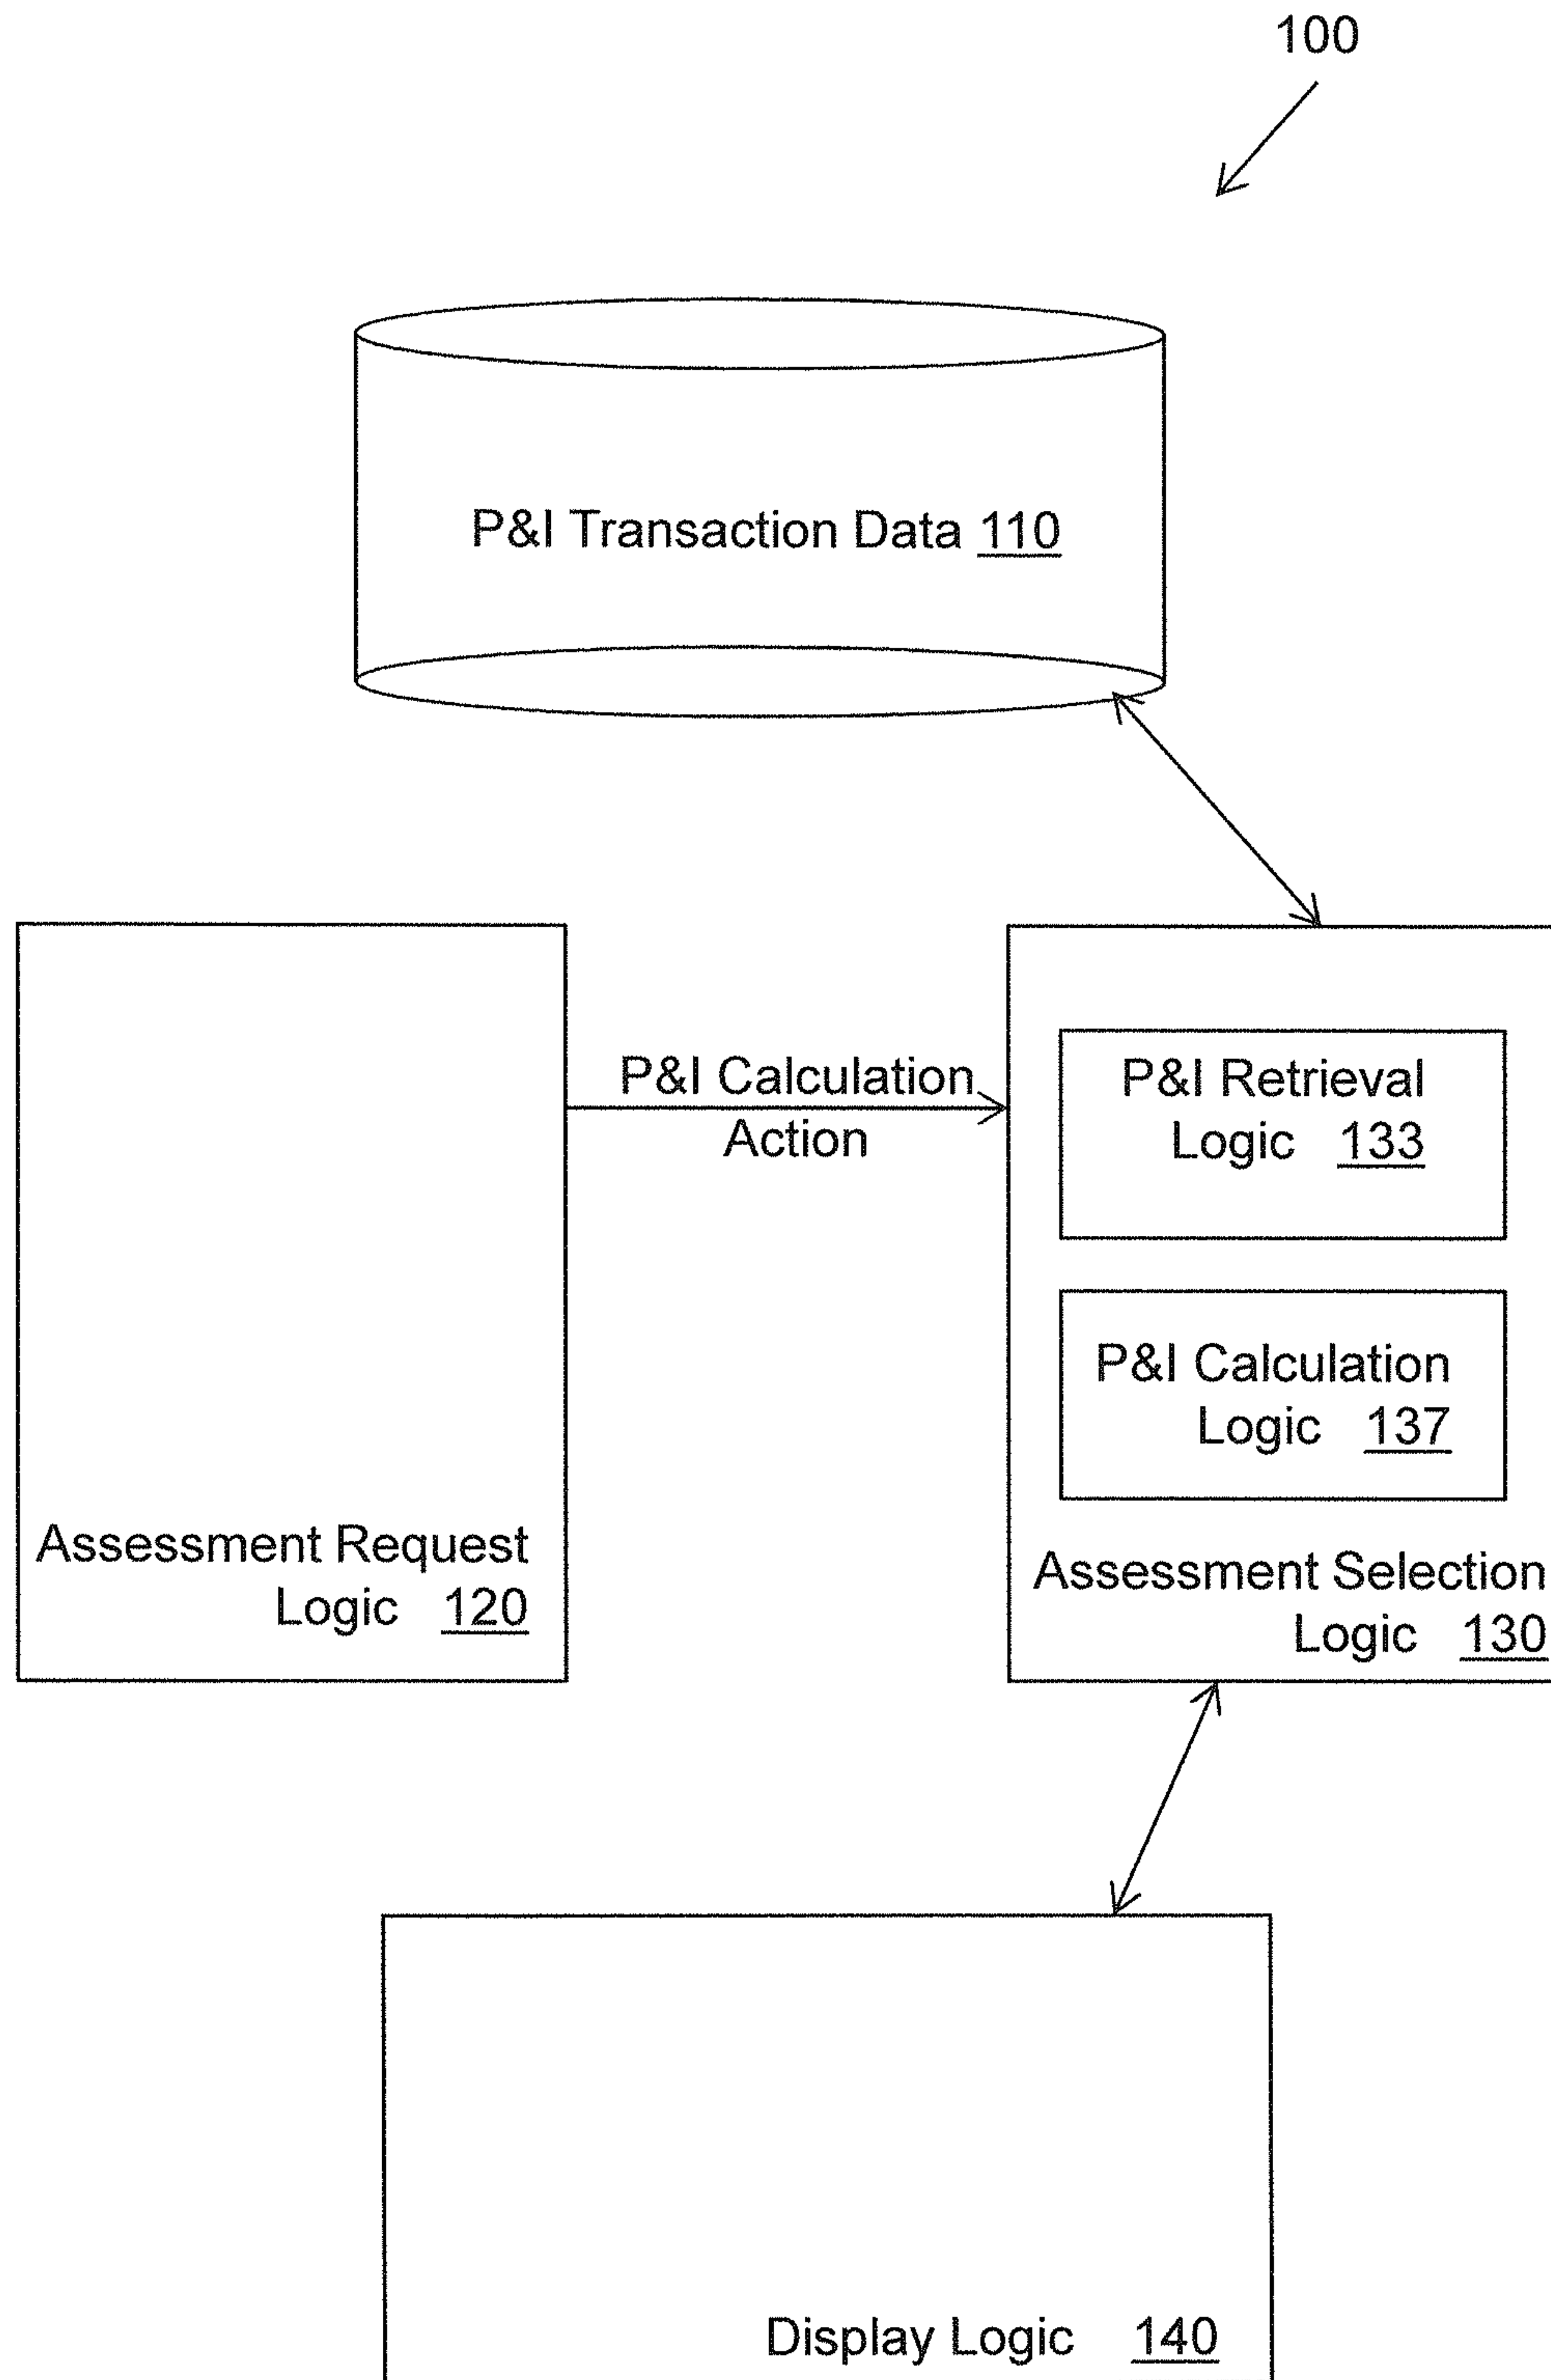 100
P&I Transaction Data 110
P&I Calculation
Action
P&I Retrieval
Logic 133
P&I Calculation
Logic 137
Assessment Request
Logic 120
Assessment Selection
Logic 130
Display Logic 140